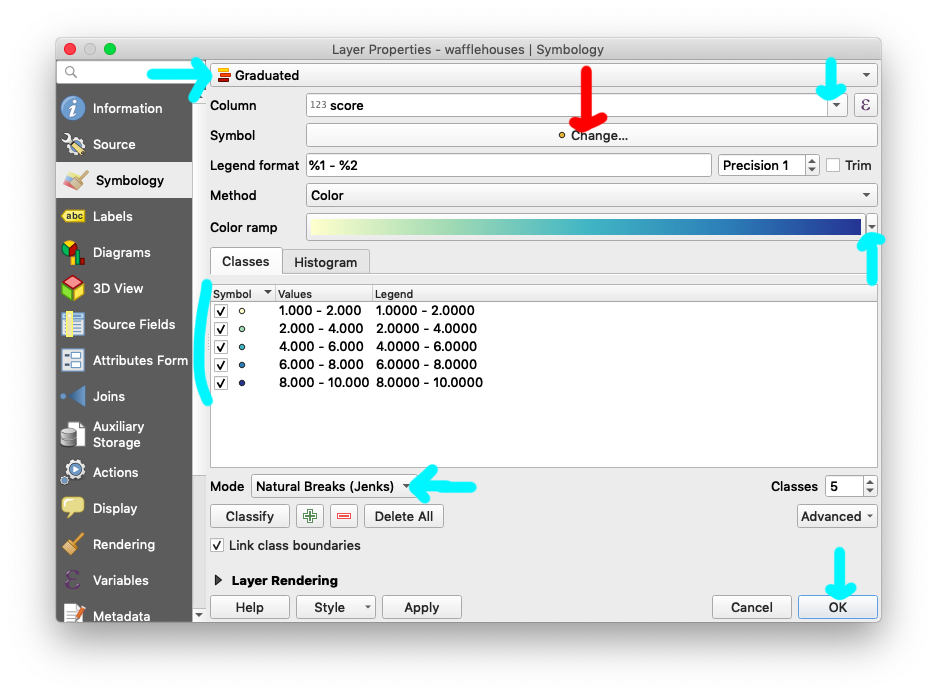 Layer Properties - wafflehouses | Symbology
Information
Source
Symbology
Labels
Diagrams
3D View
Source Fields
Attributes Form
Joins
Auxiliary
Storage
Actions
Display
Rendering
Variables
Metadata
Graduated
Column 123 score ε
Symbol Change...
Legend format %1 - %2 Precision 1 Trim
Method Color
Color ramp
Classes Histogram
Symbol Values Legend
1.000 - 2.000 1.0000 - 2.0000
2.000 - 4.000 2.0000 - 4.0000
4.000 - 6.000 4.0000 - 6.0000
6.000 - 8.000 6.0000 - 8.0000
8.000 - 10.000 8.0000 - 10.0000
Mode Natural Breaks (Jenks) Classes 5
Classify Delete All Advanced
Link class boundaries
Layer Rendering
Help Style Apply Cancel OK